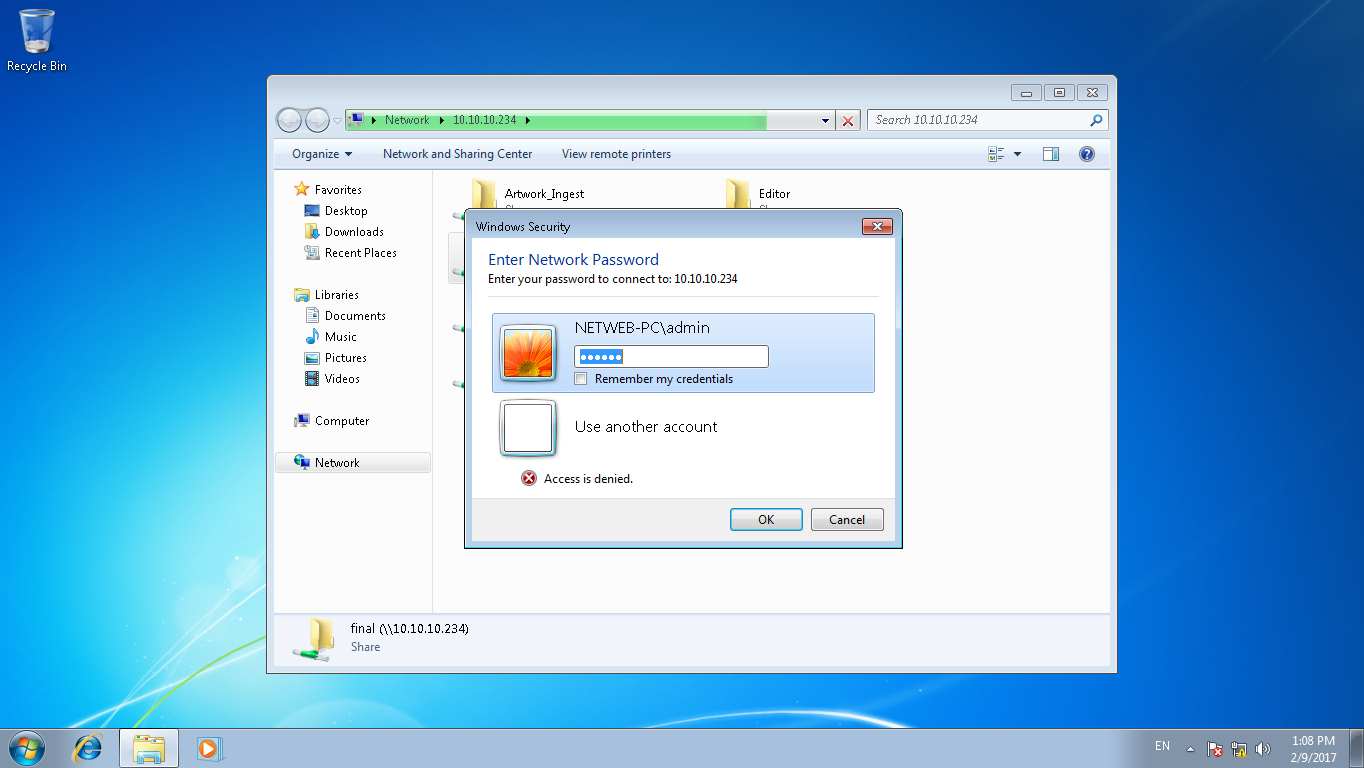 Recycle Bin
Network 10.10.10.234
Search 10.10.10.234
Organize Network and Sharing Center View remote printers
Favorites
Desktop
Downloads
Recent Places
Libraries
Documents
Music
Pictures
Videos
Computer
Network
Artwork_Ingest
Editor
Windows Security
Enter Network Password
Enter your password to connect to: 10.10.10.234
NETWEB-PC\admin
Remember my credentials
Use another account
Access is denied.
OK Cancel
final (\\10.10.10.234)
Share
EN
1:08 PM
2/9/2017